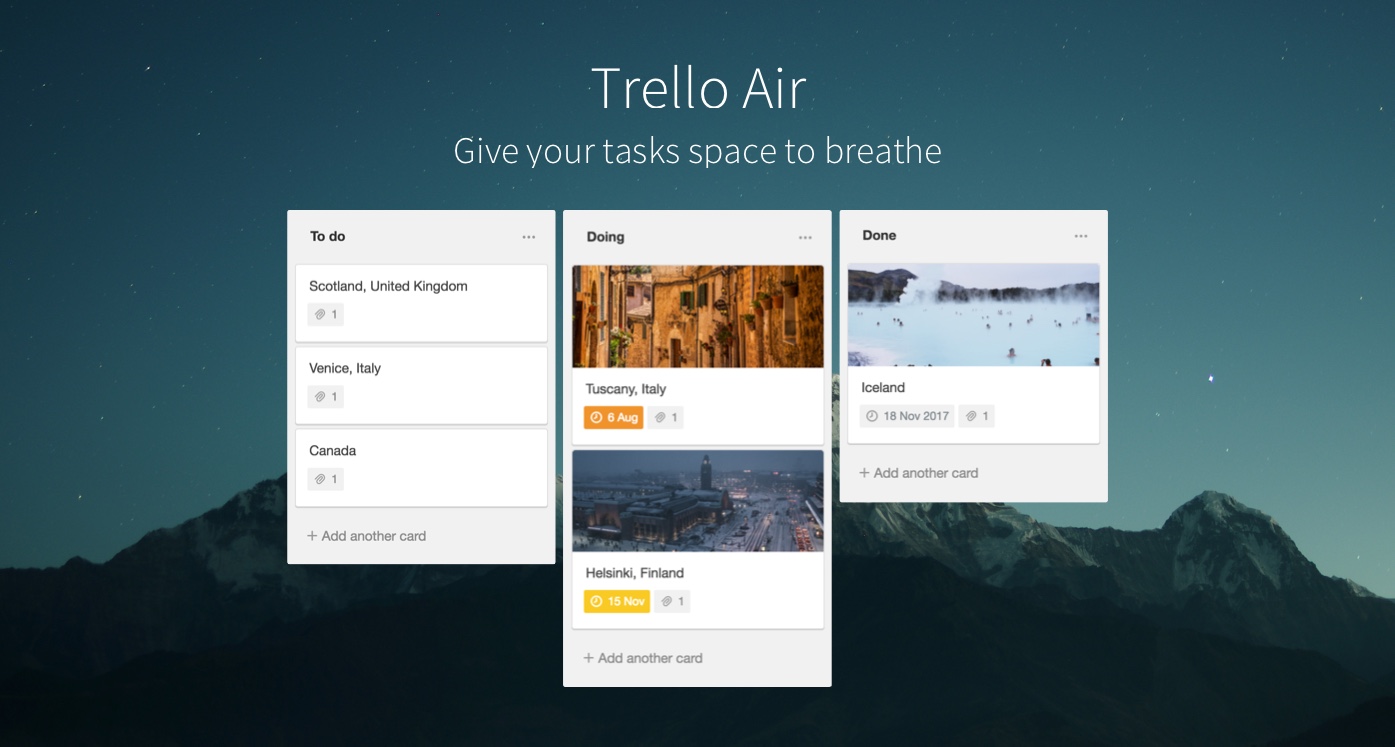 Trello Air
Give your tasks space to breathe
To do
Scotland, United Kingdom
1
Venice, Italy
1
Canada
1
+ Add another card
Doing
Tuscany, Italy
6 Aug 1
Helsinki, Finland
15 Nov 1
+ Add another card
Done
Iceland
18 Nov 2017 1
+ Add another card